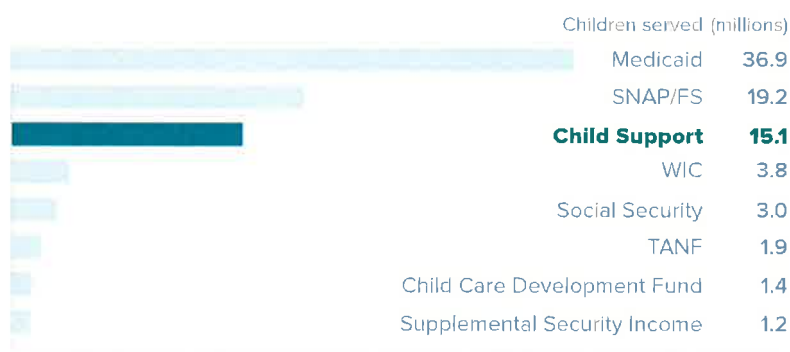 Children served (millions)
Medicaid 36.9
SNAP/FS 19.2
Child Support 15.1
WIC 3.8
Social Security 3.0
TANF 1.9
Child Care Development Fund 1.4
Supplemental Security Income 1.2